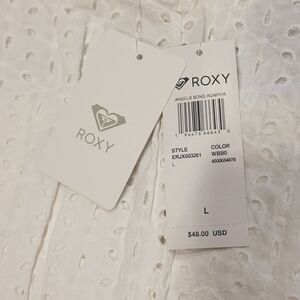 ROXY
ROXY
ANGELS SONG ROMPER
STYLE COLOR
ERJX603261 WBB0
L
L
$48.00 USD